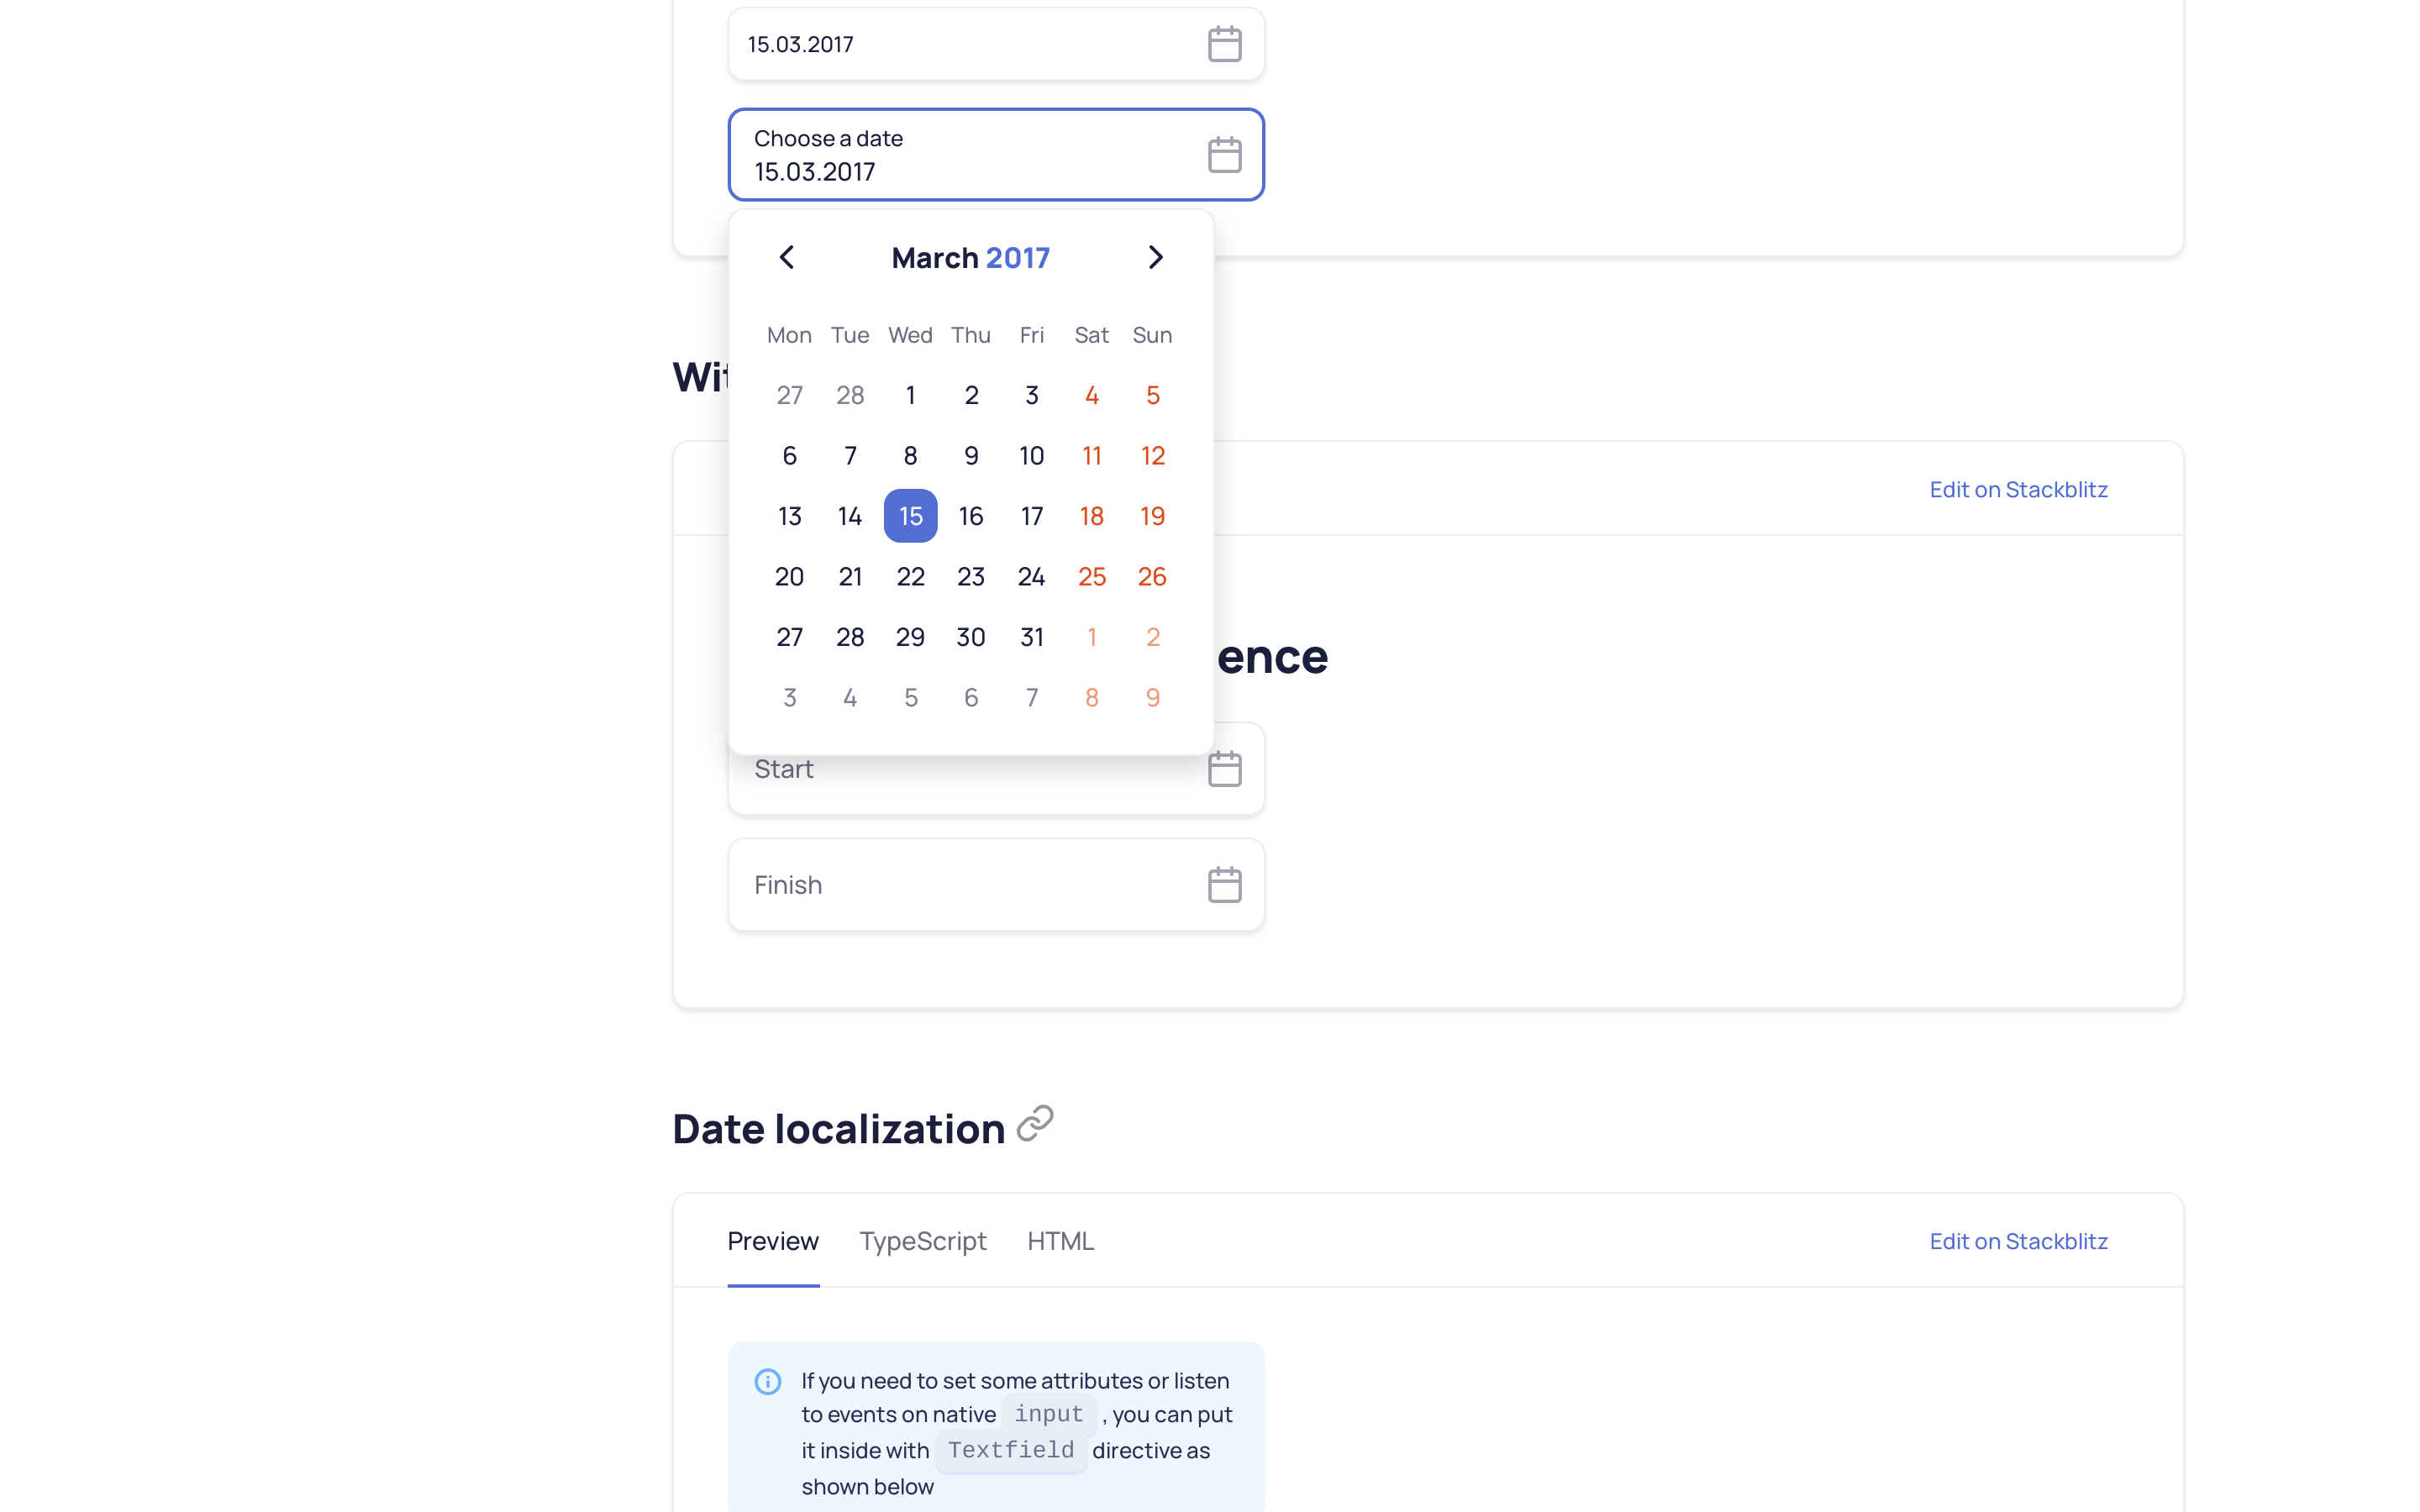 15.03.2017
Choose a date
15.03.2017
March 2017
Mon Tue Wed Thu Fri Sat Sun
27 28 1 2 3 4 5
6 7 8 9 10 11 12
13 14 15 16 17 18 19
20 21 22 23 24 25 26
27 28 29 30 31 1 2
3 4 5 6 7 8 9
Edit on Stackblitz
ence
Start
Finish
Date localization
Preview TypeScript HTML Edit on Stackblitz
If you need to set some attributes or listen
to events on native input , you can put
it inside with Textfield directive as
shown below